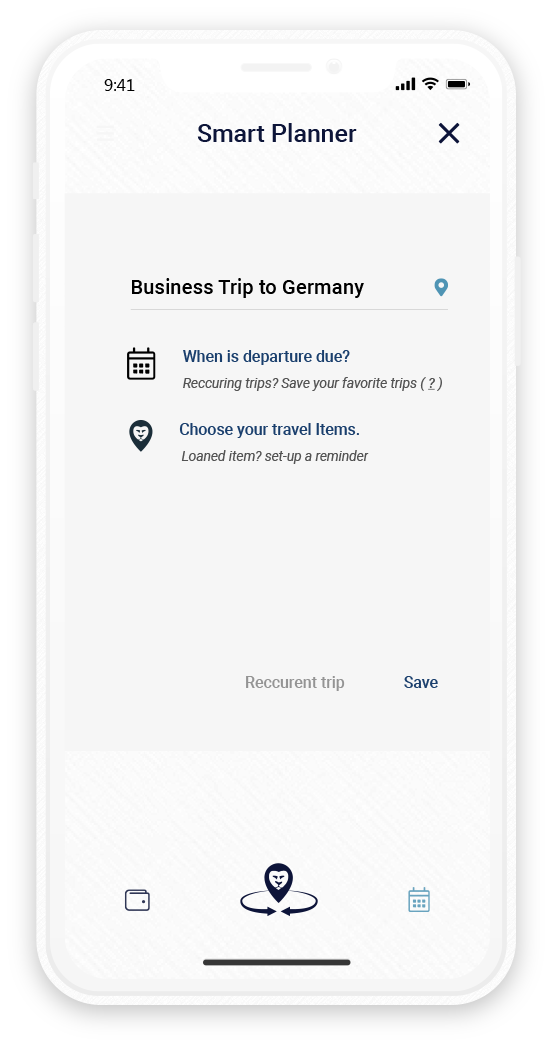 9:41
Smart Planner
Business Trip to Germany
When is departure due?
Reccuring trips? Save your favorite trips ( ? )
Choose your travel Items.
Loaned item? set-up a reminder
Reccurent trip
Save